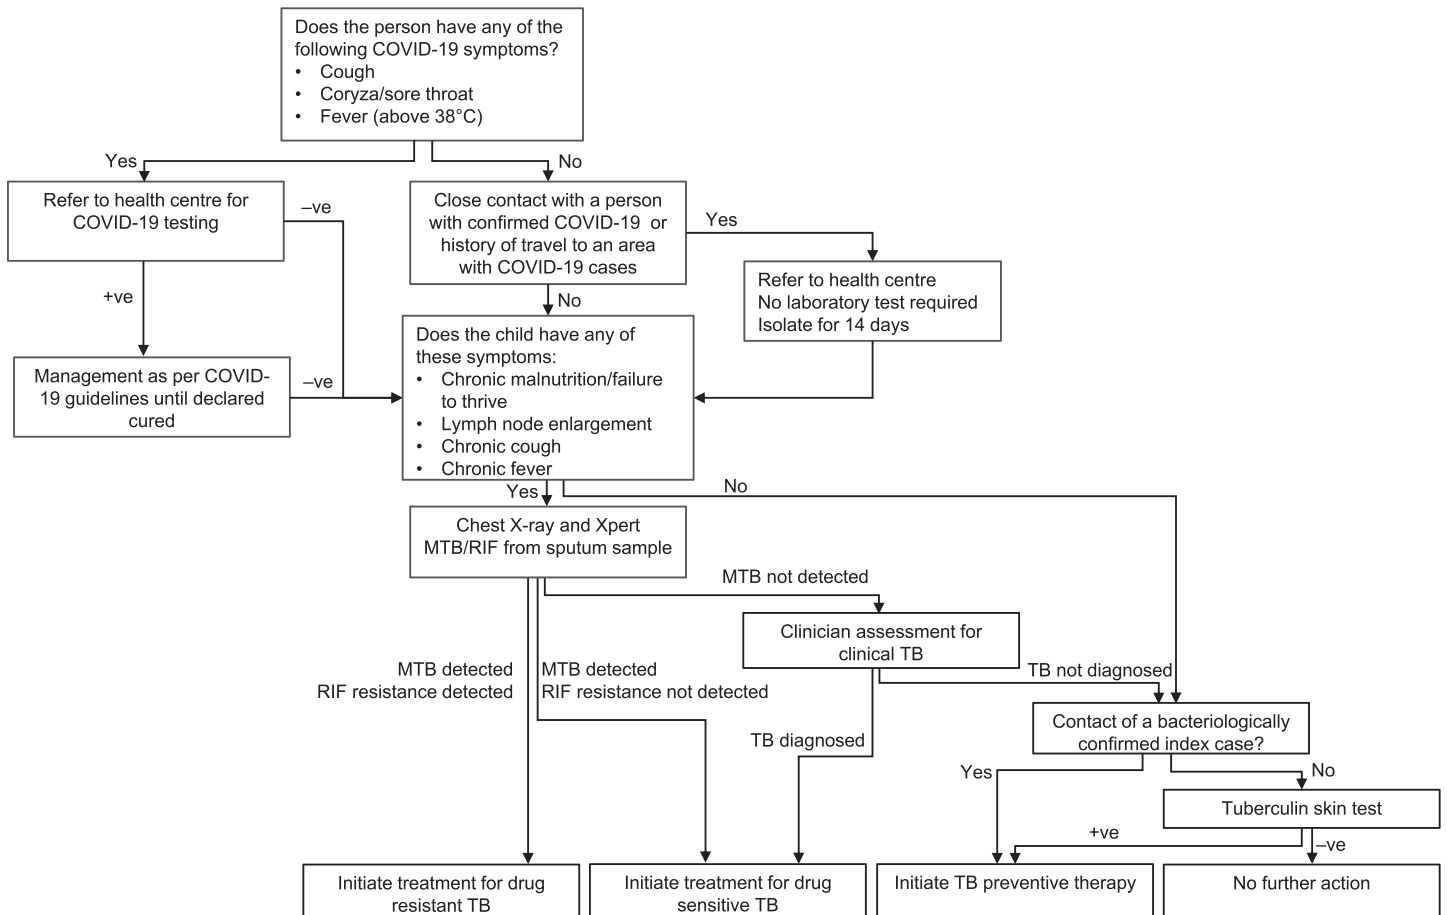 Does the person have any of the
following COVID-19 symptoms?
• Cough
• Coryza/sore throat
• Fever (above 38°C)
Yes
No
Refer to health centre for
COVID-19 testing
–ve
Close contact with a person
with confirmed COVID-19 or
history of travel to an area
with COVID-19 cases
Yes
+ve
No
Refer to health centre
No laboratory test required
Isolate for 14 days
Management as per COVID-
19 guidelines until declared
cured
–ve
Does the child have any of
these symptoms:
• Chronic malnutrition/failure
to thrive
• Lymph node enlargement
• Chronic cough
• Chronic fever
Yes
No
Chest X-ray and Xpert
MTB/RIF from sputum sample
MTB not detected
Clinician assessment for
clinical TB
MTB detected
RIF resistance detected
MTB detected
RIF resistance not detected
TB not diagnosed
TB diagnosed
Contact of a bacteriologically
confirmed index case?
Yes
No
Tuberculin skin test
+ve
–ve
Initiate treatment for drug
resistant TB
Initiate treatment for drug
sensitive TB
Initiate TB preventive therapy
No further action